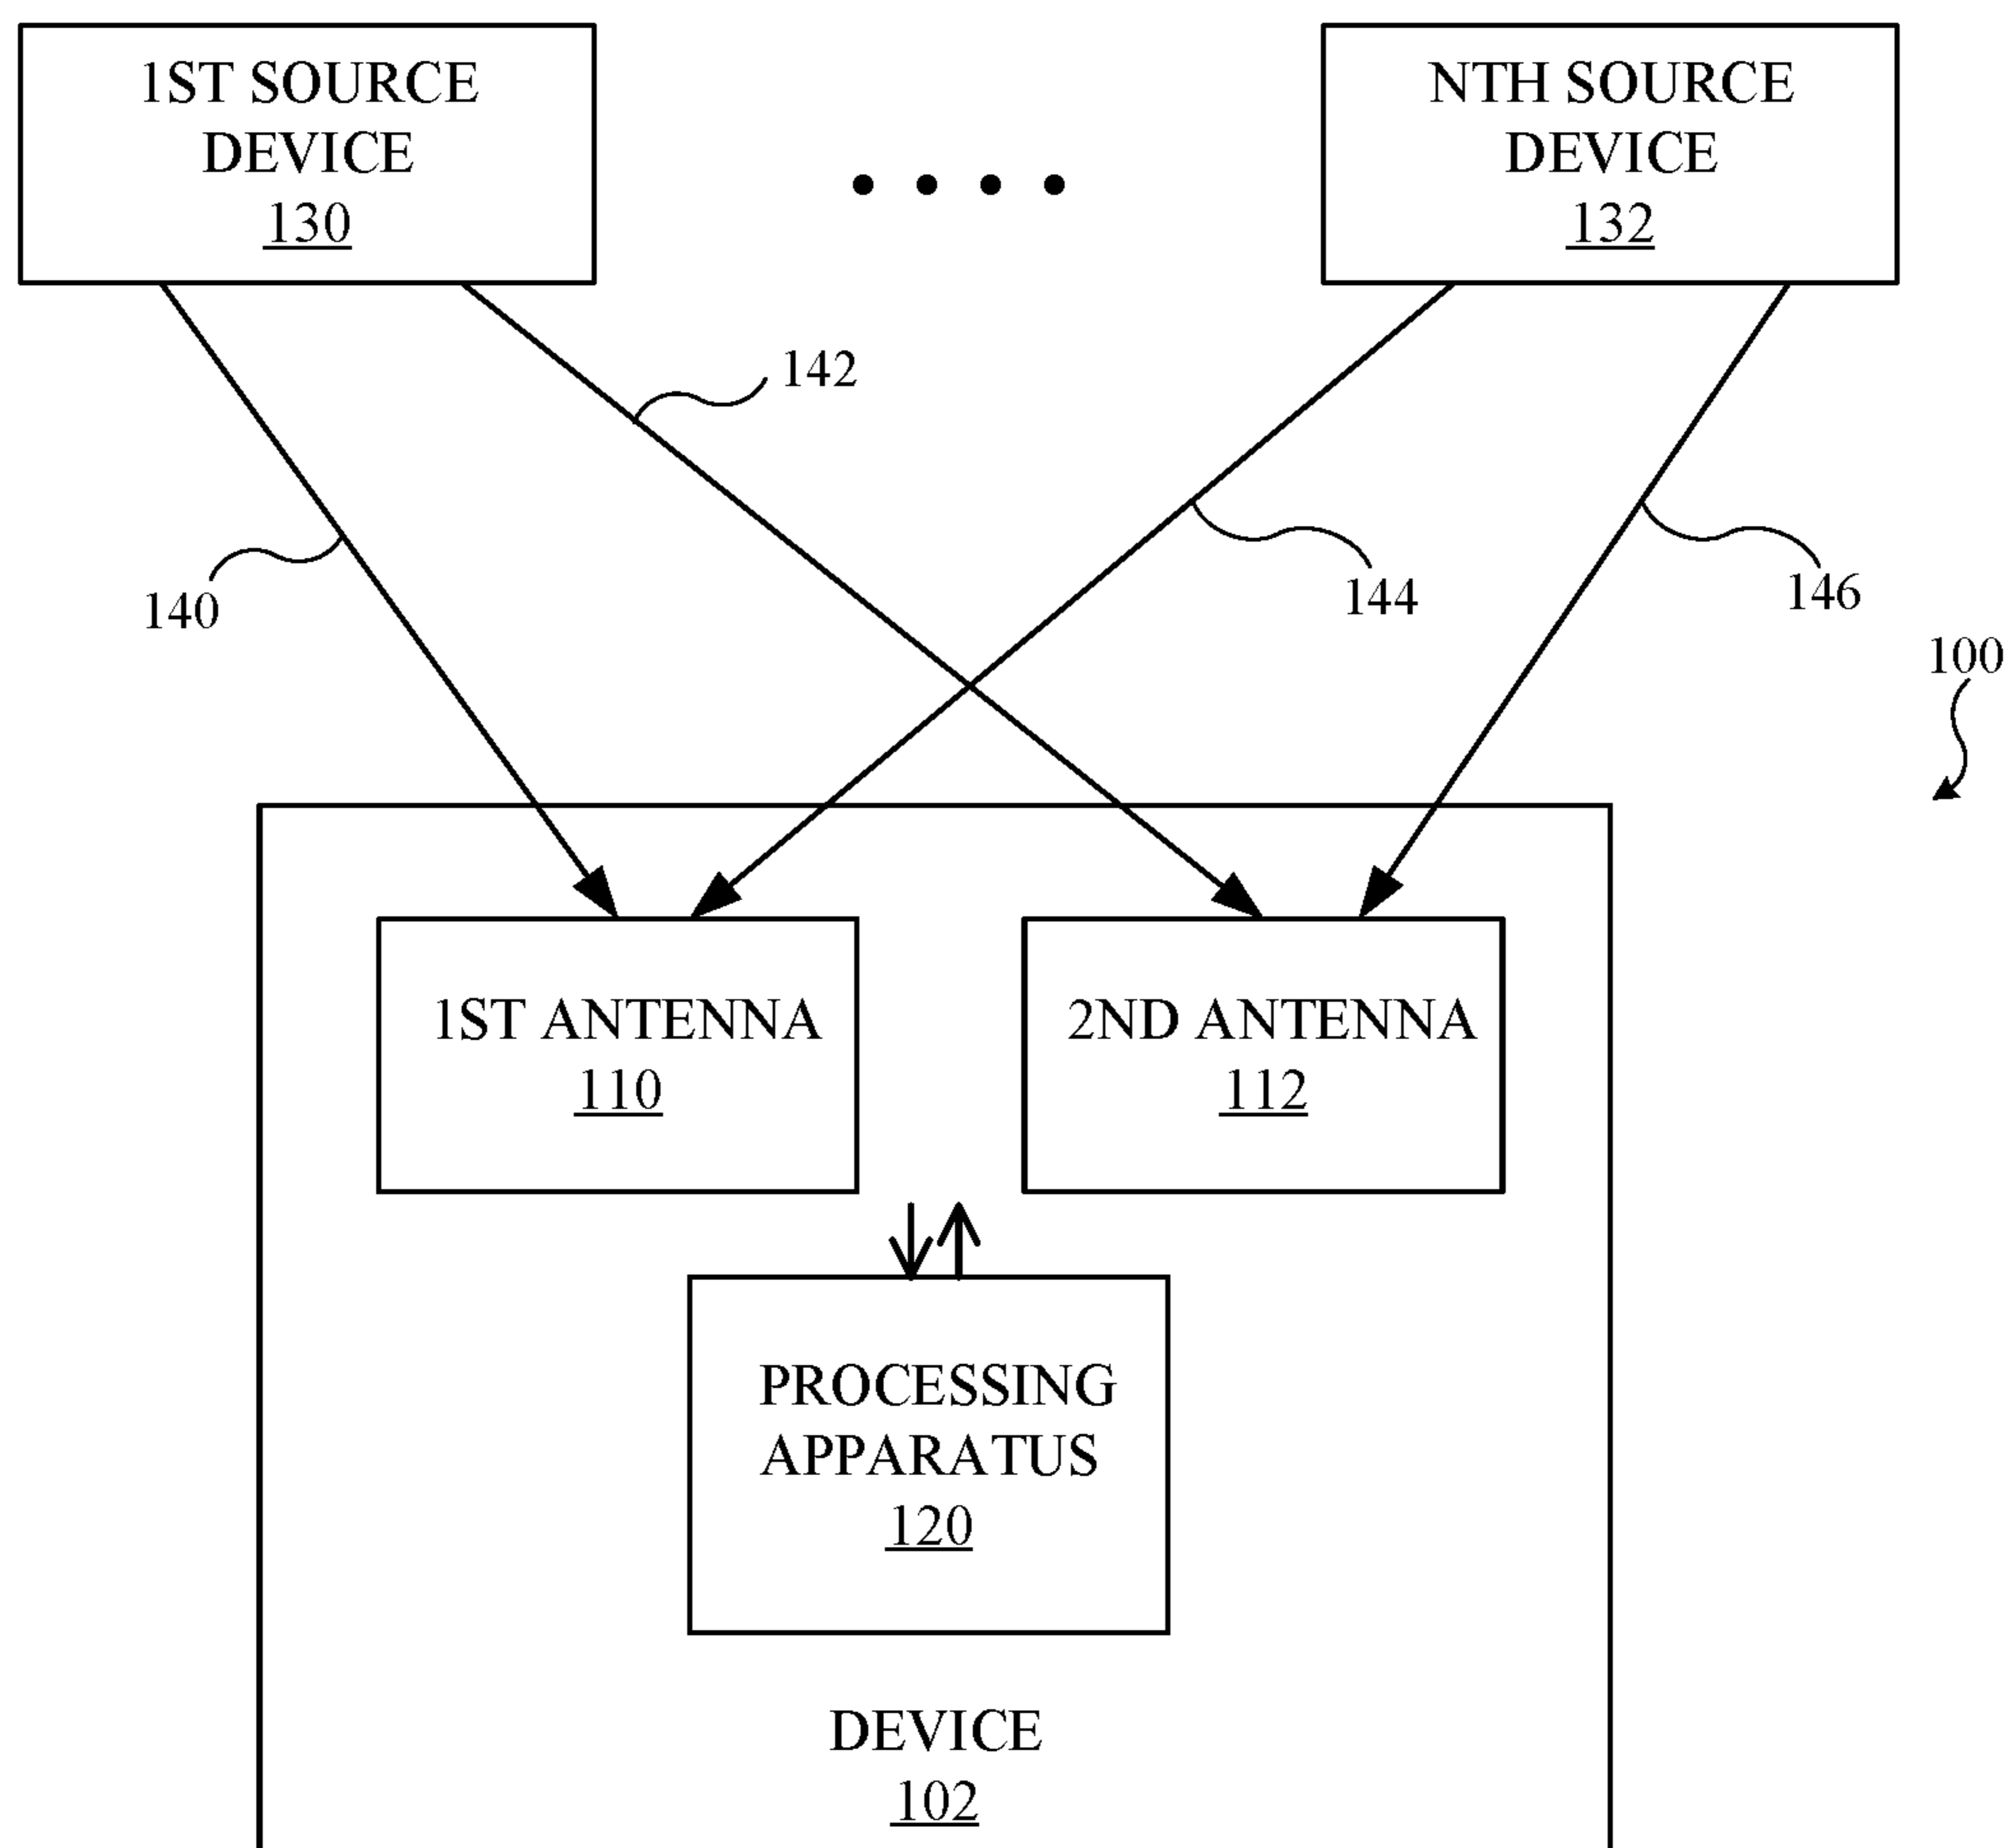 1ST SOURCE
DEVICE
130
NTH SOURCE
DEVICE
132
142
140
144
146
100
1ST ANTENNA
110
2ND ANTENNA
112
PROCESSING
APPARATUS
120
DEVICE
102